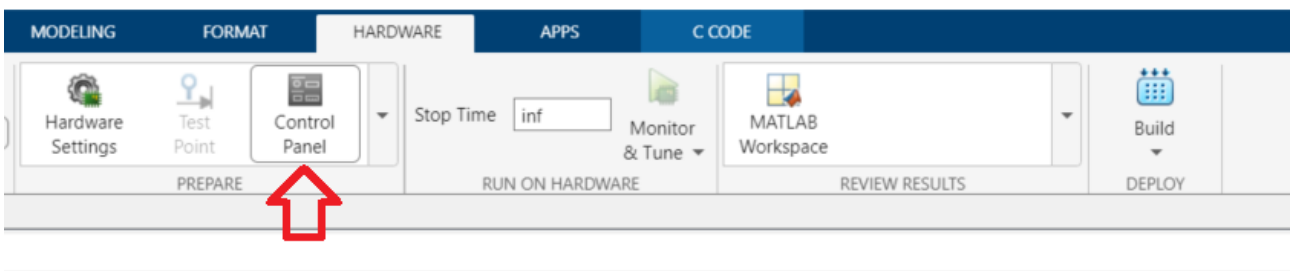 MODELING FORMAT HARDWARE APPS C CODE
Hardware Settings
Test Point
Control Panel
Stop Time inf
Monitor & Tune
MATLAB Workspace
Build
PREPARE RUN ON HARDWARE REVIEW RESULTS DEPLOY